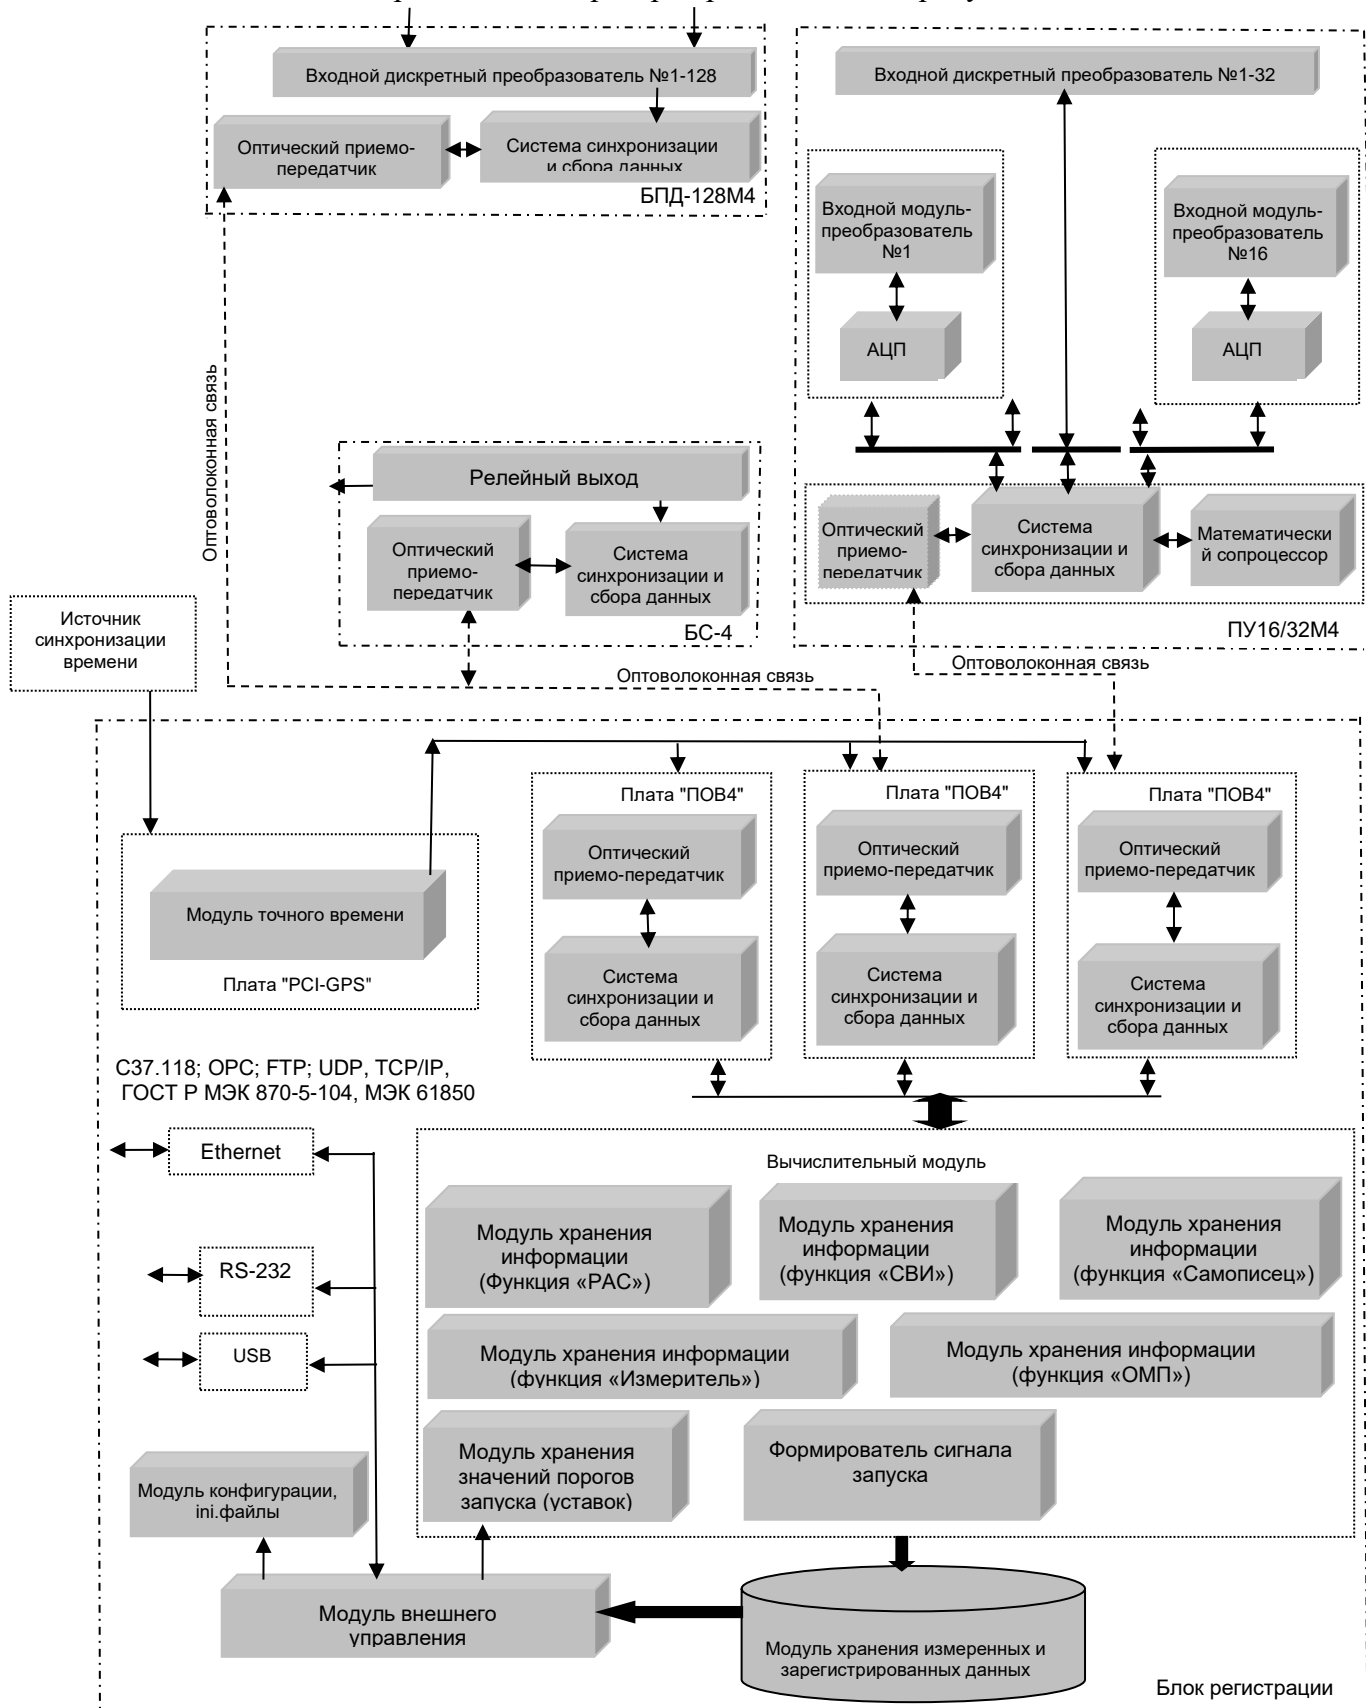 Входной дискретный преобразователь №1-128
Оптический приемо-
передатчик
Система синхронизации
и сбора данных
БПД-128М4
Входной дискретный преобразователь №1-32
Входной модуль-
преобразователь
№1
АЦП
Входной модуль-
преобразователь
№16
АЦП
Оптический
приемо-
передатчик
Система
синхронизации и
сбора данных
Математически
й сопроцессор
ПУ16/32М4
Оптоволоконная связь
Релейный выход
Оптический
приемо-
передатчик
Система
синхронизации и
сбора данных
БС-4
Источник
синхронизации
времени
Оптоволоконная связь
Оптоволоконная связь
Плата "ПОВ4"
Оптический
приемо-передатчик
Система
синхронизации и
сбора данных
Плата "ПОВ4"
Оптический
приемо-передатчик
Система
синхронизации и
сбора данных
Плата "ПОВ4"
Оптический
приемо-передатчик
Система
синхронизации и
сбора данных
Модуль точного времени
Плата "PCI-GPS"
C37.118; OPC; FTP; UDP, TCP/IP,
ГОСТ Р МЭК 870-5-104, МЭК 61850
Ethernet
RS-232
USB
Вычислительный модуль
Модуль хранения
информации
(Функция «РАС»)
Модуль хранения
информации
(функция «СВИ»)
Модуль хранения
информации
(функция «Самописец»)
Модуль хранения информации
(функция «Измеритель»)
Модуль хранения информации
(функция «ОМП»)
Модуль хранения
значений порогов
запуска (уставок)
Формирователь сигнала
запуска
Модуль конфигурации,
ini.файлы
Модуль внешнего
управления
Модуль хранения измеренных и
зарегистрированных данных
Блок регистрации